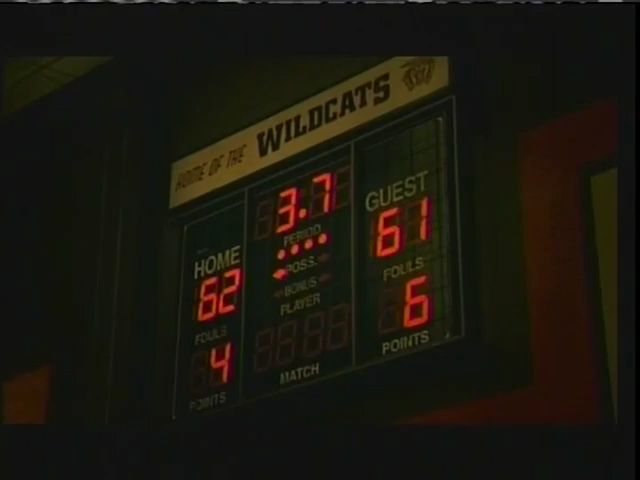 HOME OF THE WILDCATS
3.7
GUEST
PERIOD
61
HOME
POSS.
62
BONUS
FOULS
PLAYER
6
FOULS
4
POINTS
MATCH
POINTS